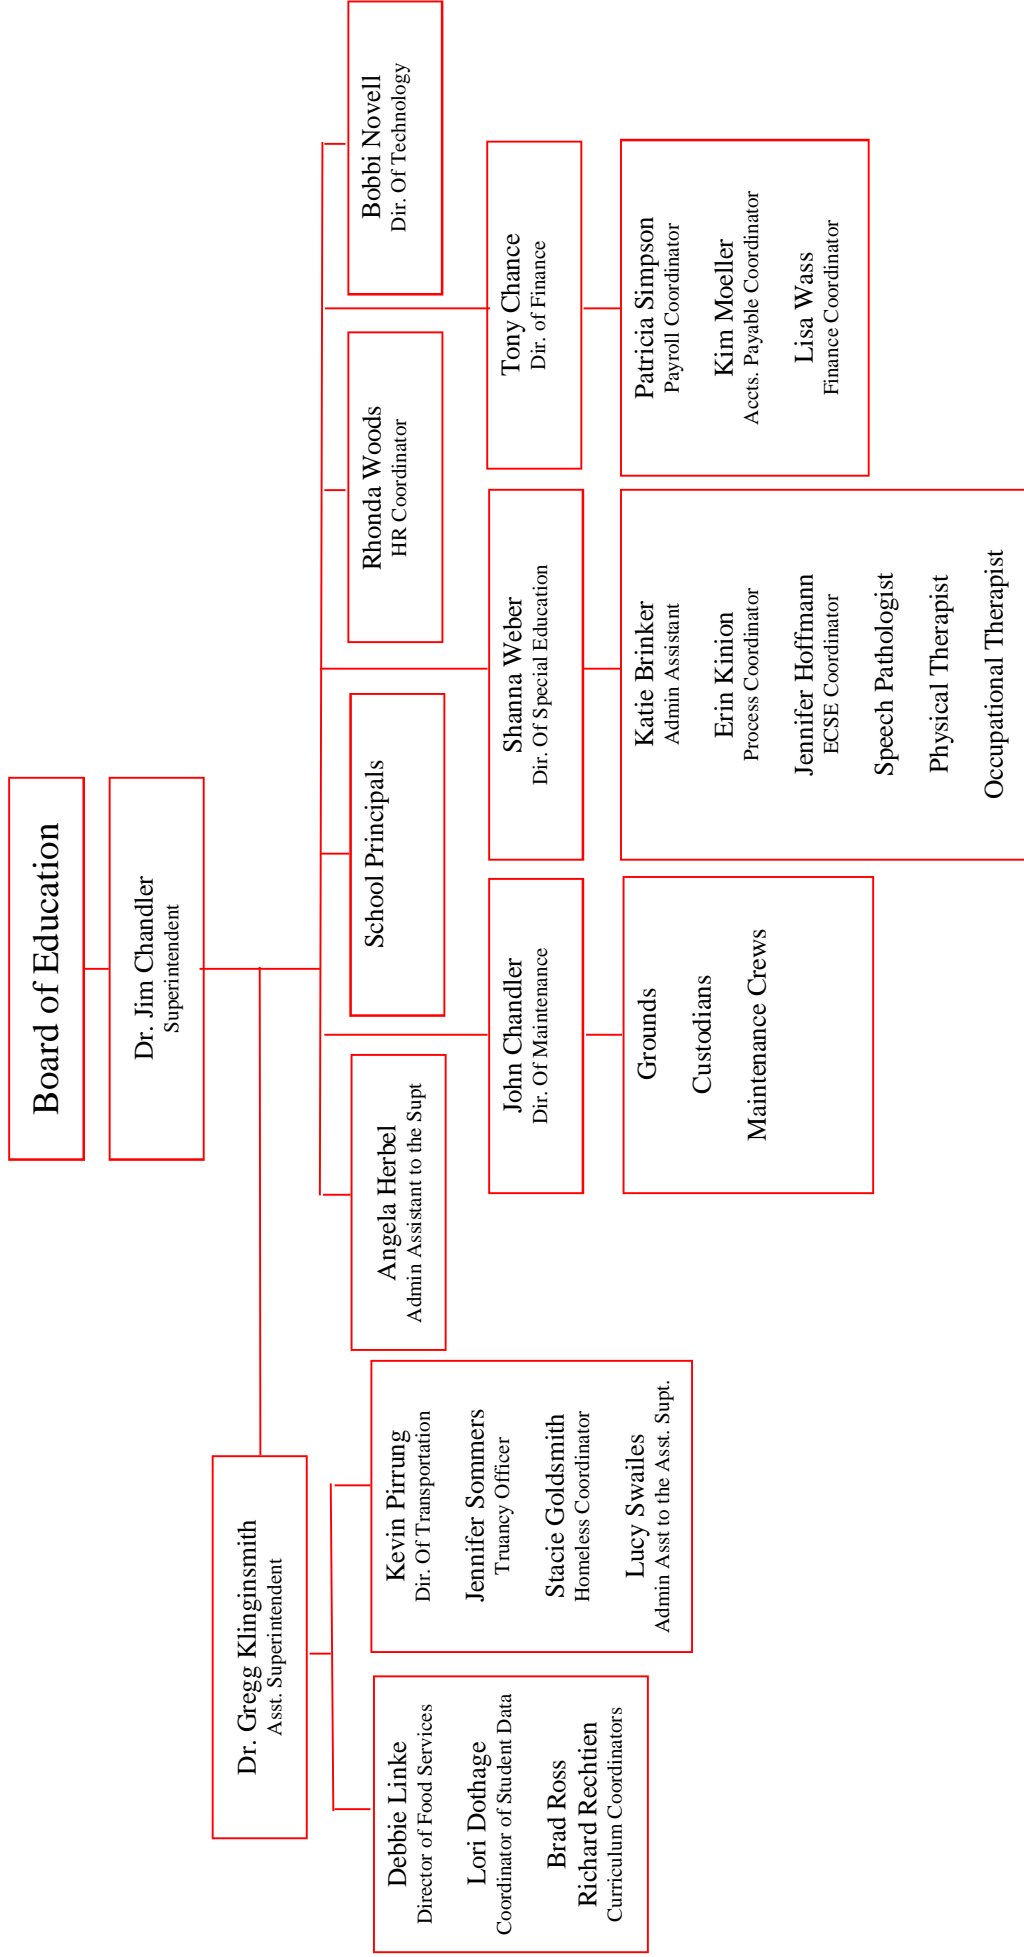 Board of Education
Dr. Jim Chandler
Superintendent
Dr. Gregg Klinginsmith
Asst. Superintendent
Debbie Linke
Director of Food Services
Lori Dothage
Coordinator of Student Data
Brad Ross
Richard Rechtien
Curriculum Coordinators
Kevin Pirrung
Dir. Of Transportation
Jennifer Sommers
Truancy Officer
Stacie Goldsmith
Homeless Coordinator
Lucy Swailes
Admin Asst to the Asst. Supt.
Angela Herbel
Admin Assistant to the Supt
School Principals
Rhonda Woods
HR Coordinator
Bobbi Novell
Dir. Of Technology
John Chandler
Dir. Of Maintenance
Grounds
Custodians
Maintenance Crews
Shanna Weber
Dir. Of Special Education
Katie Brinker
Admin Assistant
Erin Kinion
Process Coordinator
Jennifer Hoffmann
ECSE Coordinator
Speech Pathologist
Physical Therapist
Occupational Therapist
Tony Chance
Dir. of Finance
Patricia Simpson
Payroll Coordinator
Kim Moeller
Accts. Payable Coordinator
Lisa Wass
Finance Coordinator